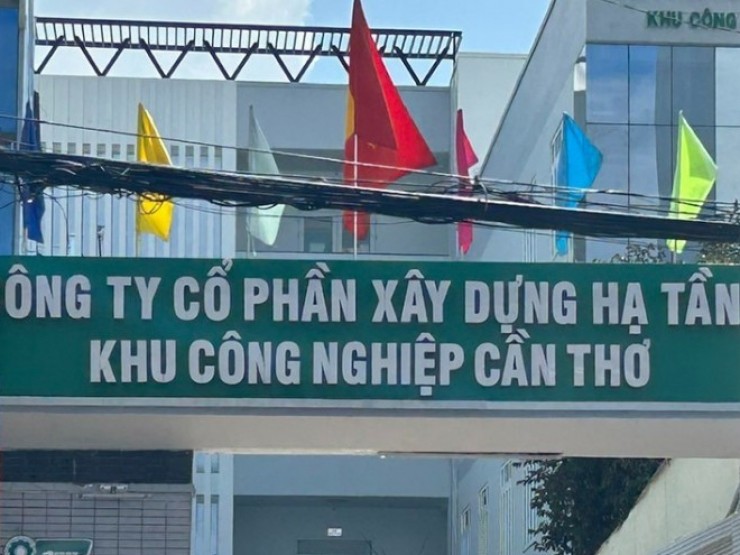 KHU CÔNG
ÔNG TY CỔ PHẦN XÂY DỰNG HẠ TẦN
KHU CÔNG NGHIỆP CẦN THƠ